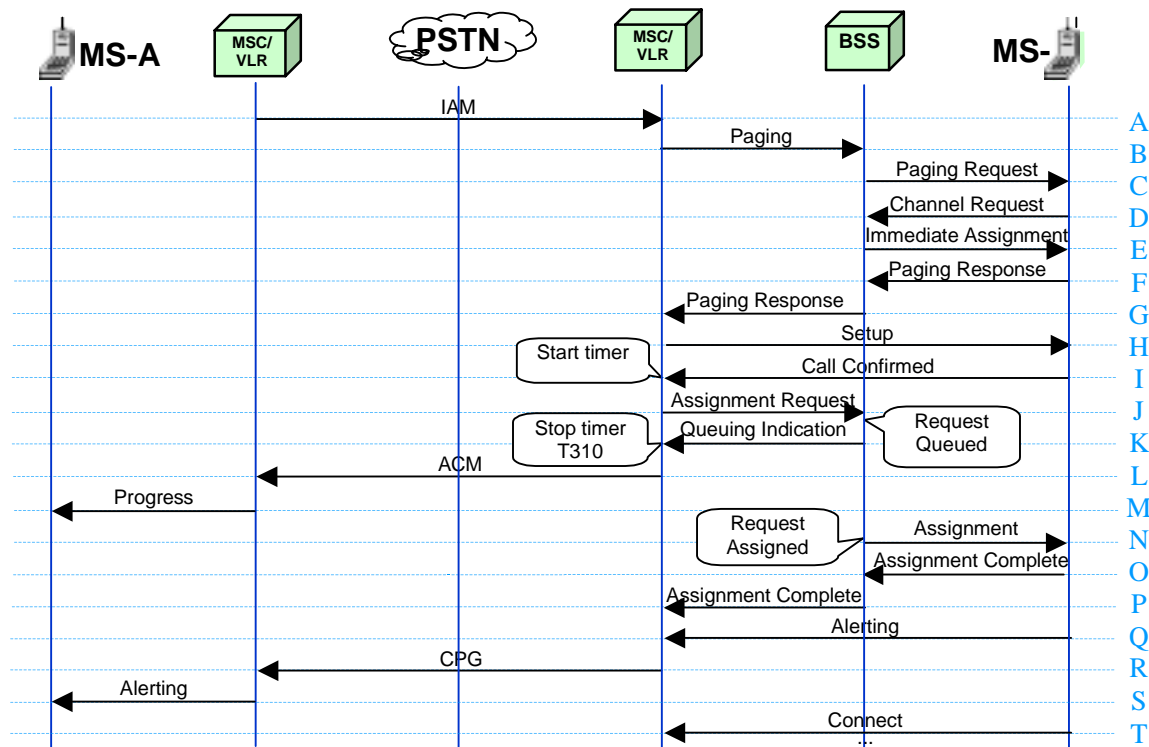 MS-A
MSC/
VLR
PSTN
MSC/
VLR
BSS
MS-
IAM
A
Paging
B
Paging Request
C
Channel Request
D
Immediate Assignment
E
Paging Response
F
Paging Response
G
Setup
H
Start timer
Call Confirmed
I
Assignment Request
J
Request
Queued
Stop timer
T310
Queuing Indication
K
ACM
L
Progress
M
Request
Assigned
Assignment
N
Assignment Complete
O
Assignment Complete
P
Alerting
Q
CPG
R
Alerting
S
Connect
T
...